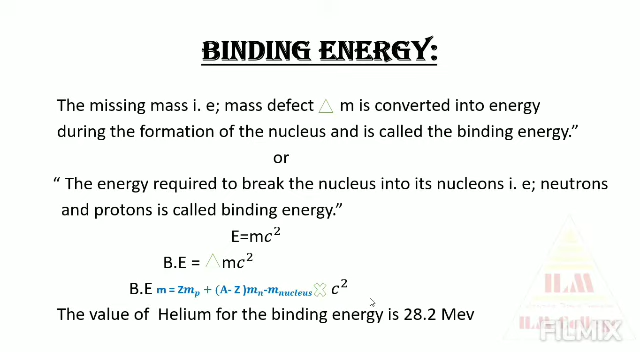 BINDING ENERGY:
The missing mass i. e; mass defect △ m is converted into energy
during the formation of the nucleus and is called the binding energy.”
or
“ The energy required to break the nucleus into its nucleons i. e; neutrons
and protons is called binding energy.”
E=mc²
B.E = △mc²
B.E m = Zmₚ + (A- Z )mₙ-m_nucleus × c²
The value of Helium for the binding energy is 28.2 Mev
ILM
FILMIX